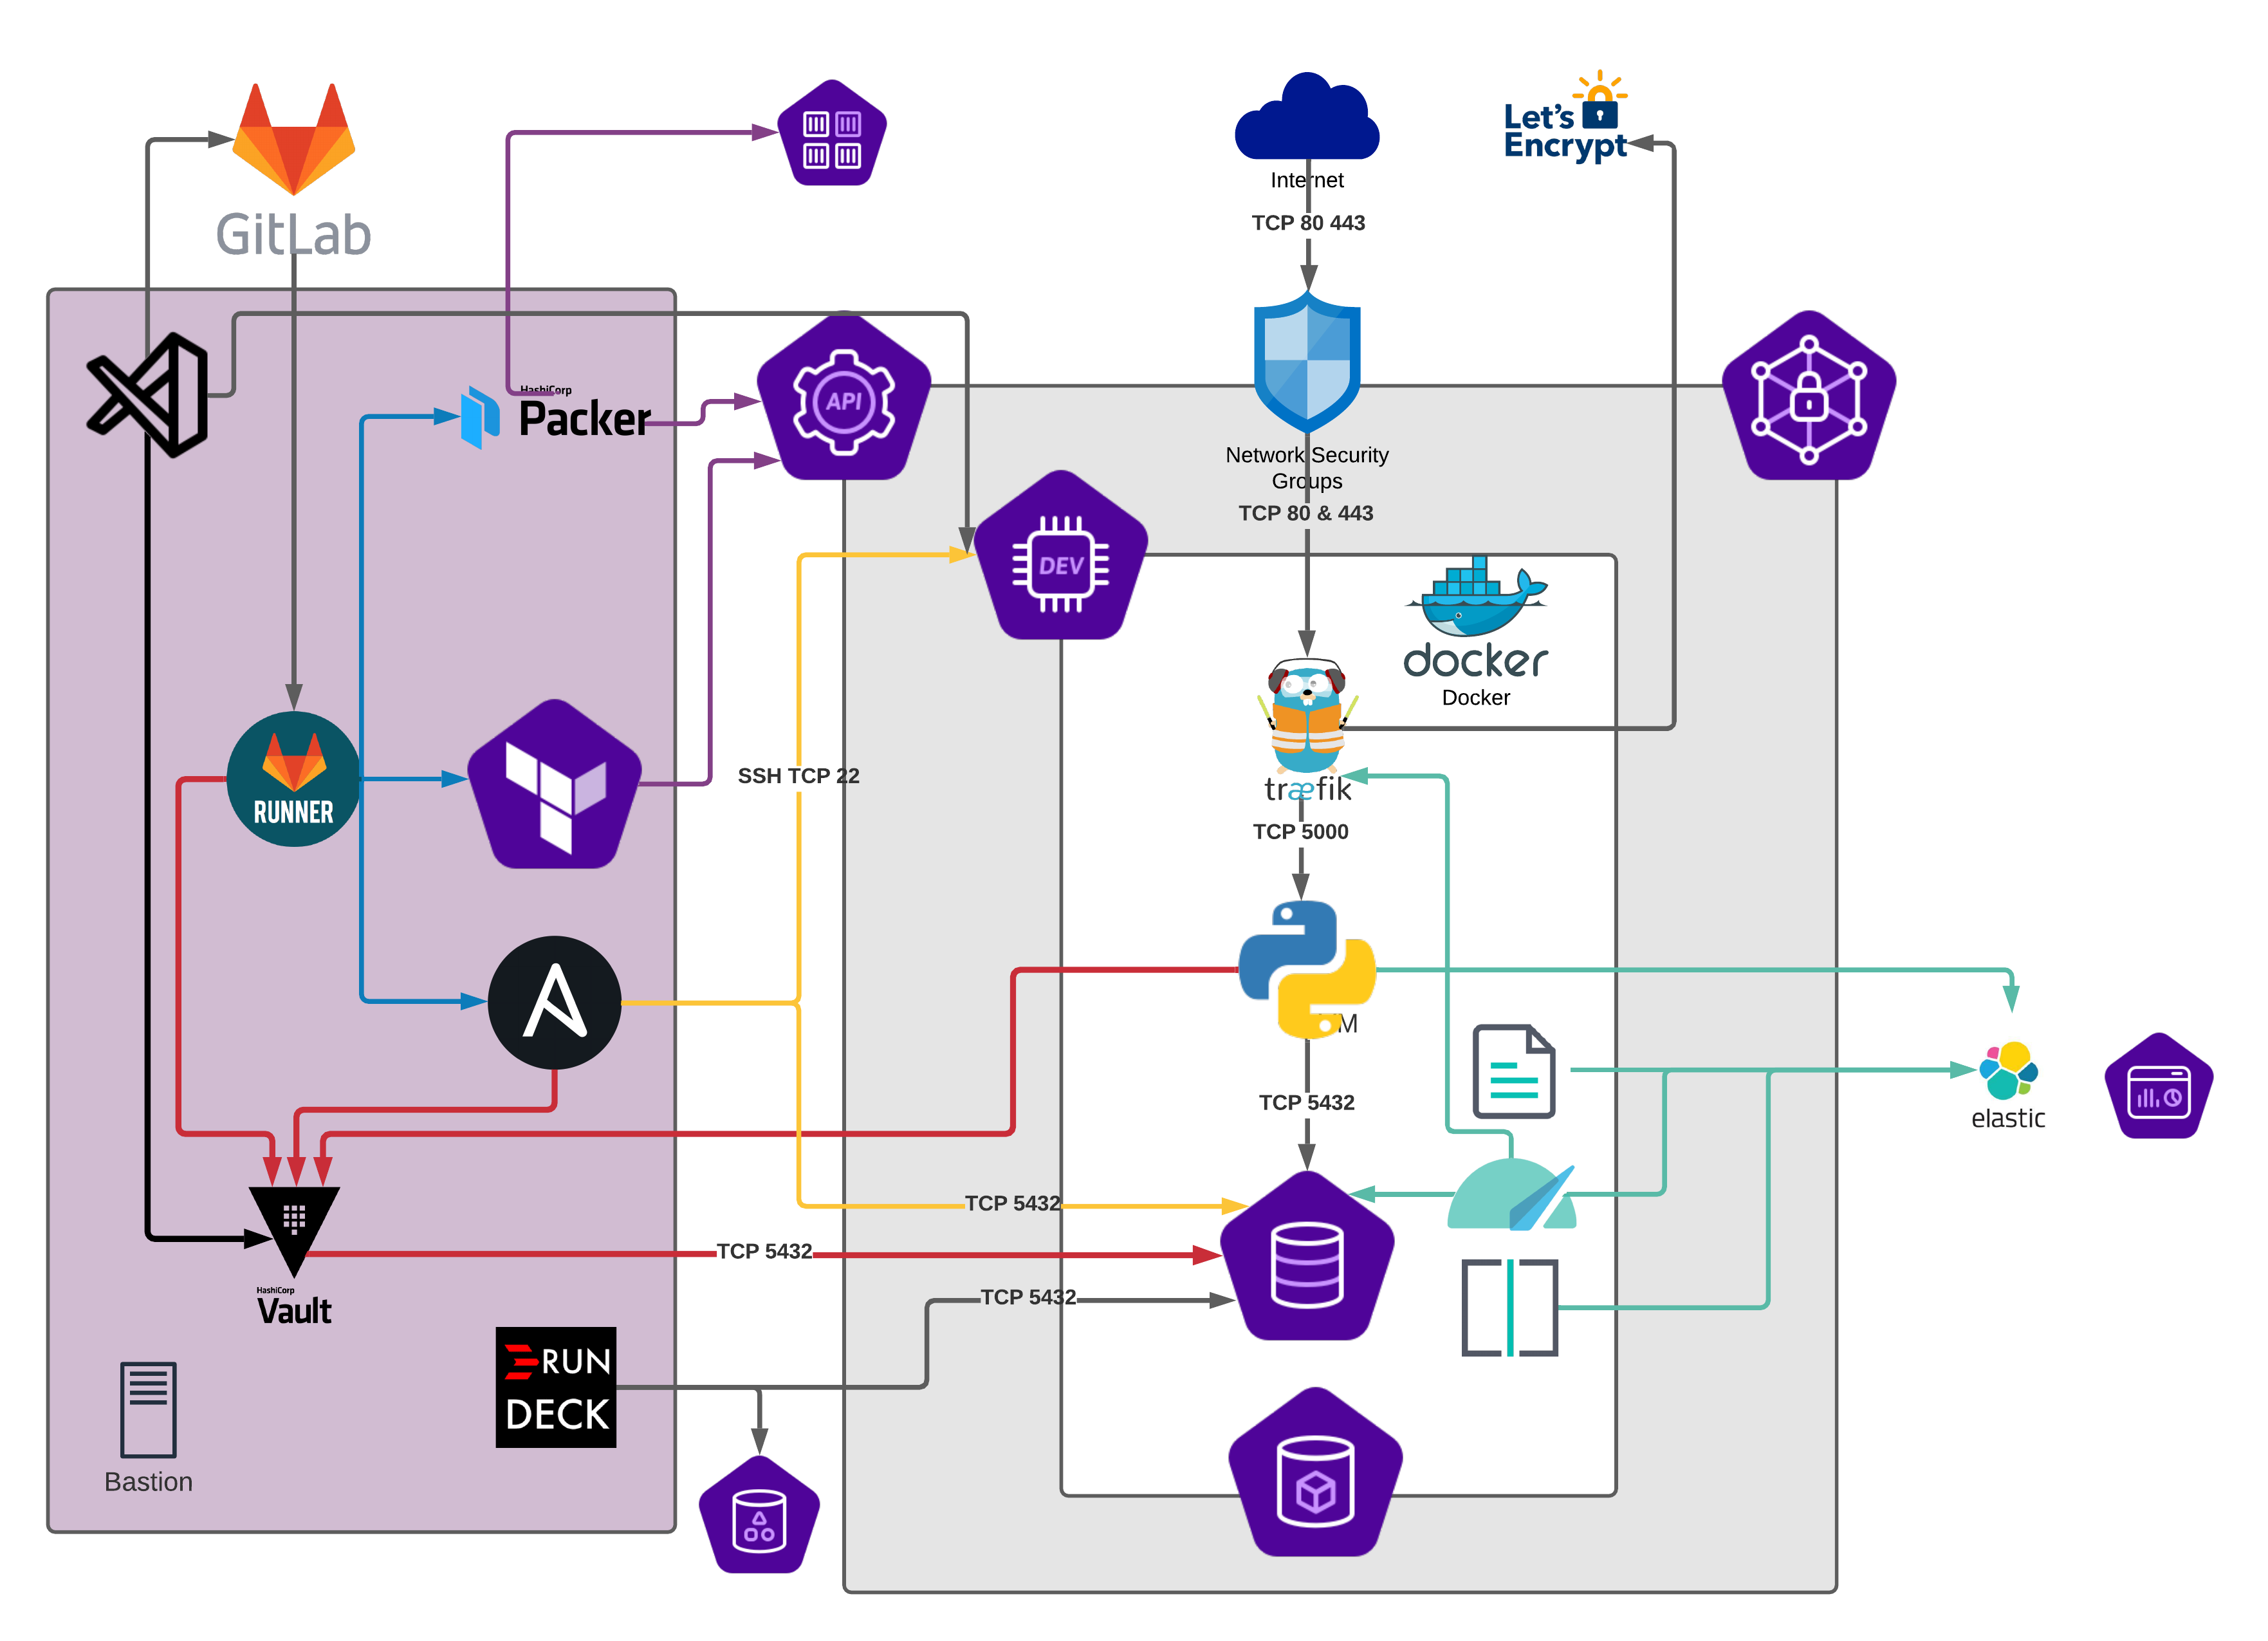 GitLab
Internet
TCP 80 443
Let's
Encrypt
HashiCorp
Packer
API
Network Security
Groups
TCP 80 & 443
DEV
docker
Docker
RUNNER
SSH TCP 22
træfik
TCP 5000
TCP 5432
elastic
TCP 5432
TCP 5432
TCP 5432
HashiCorp
Vault
RUN
DECK
Bastion